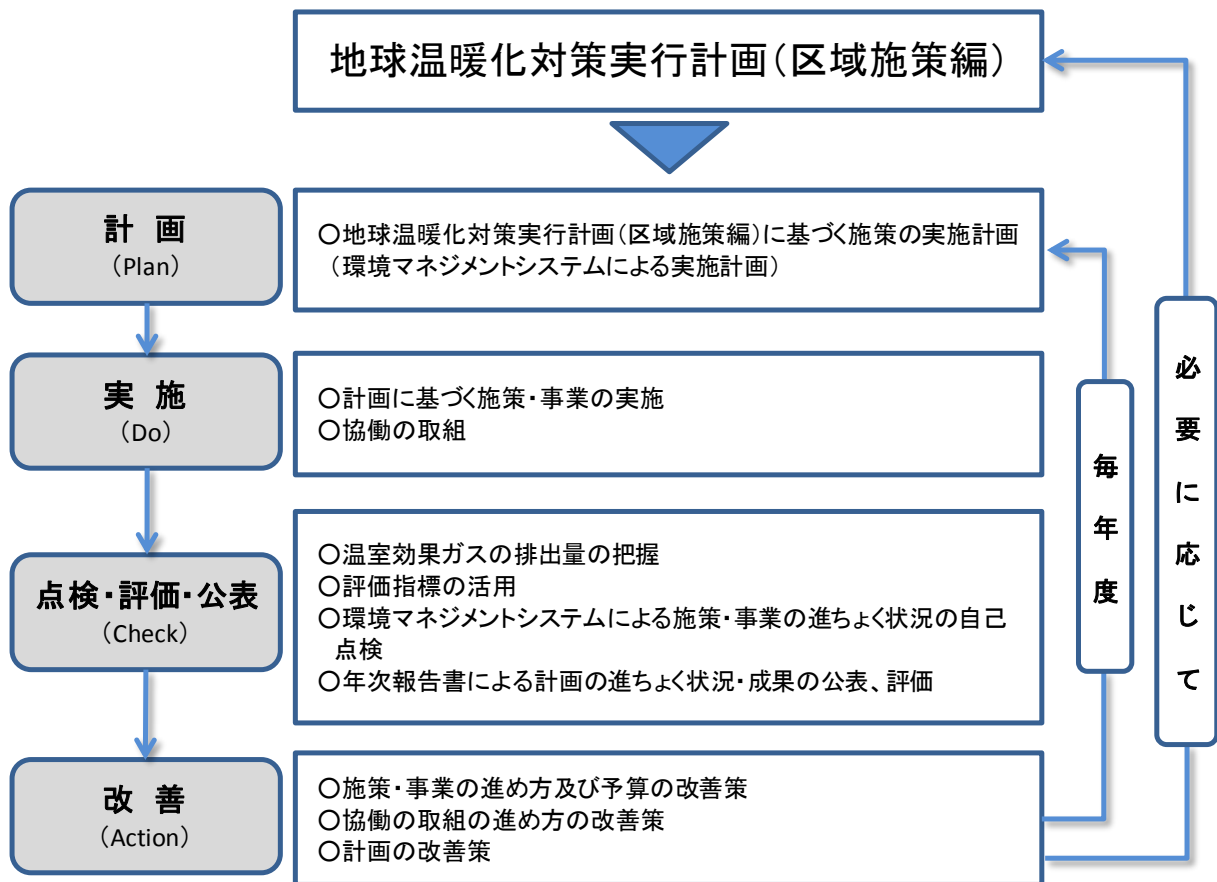 地球温暖化対策実行計画（区域施策編）
計 画
（Plan）
○地球温暖化対策実行計画（区域施策編）に基づく施策の実施計画
（環境マネジメントシステムによる実施計画）
実 施
（Do）
○計画に基づく施策・事業の実施
○協働の取組
点検・評価・公表
（Check）
○温室効果ガスの排出量の把握
○評価指標の活用
○環境マネジメントシステムによる施策・事業の進ちょく状況の自己
点検
○年次報告書による計画の進ちょく状況・成果の公表、評価
改 善
（Action）
○施策・事業の進め方及び予算の改善策
○協働の取組の進め方の改善策
○計画の改善策
毎年度
必要に応じて